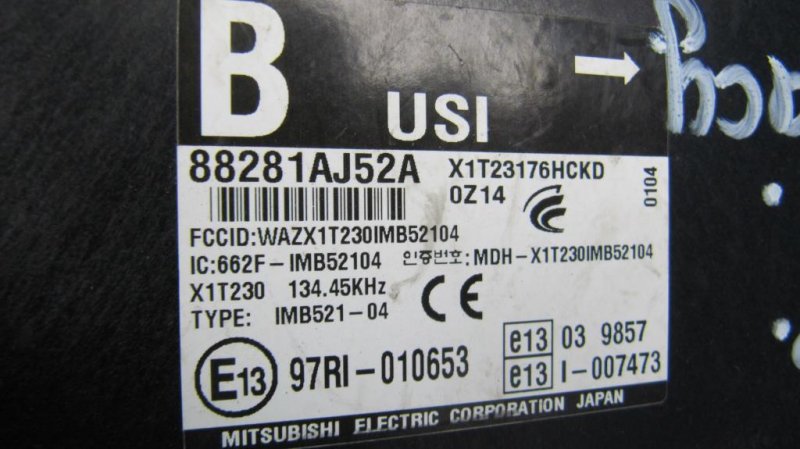 B
USI
88281AJ52A X1T23176HCKD
0Z14
0104
FCCID:WAZX1T230IMB52104
IC:662F-IMB52104 인증번호:MDH-X1T230IMB52104
X1T230 134.45KHz
TYPE: IMB521-04 CE
E13 97RI-010653
e13 03 9857
e13 I-007473
MITSUBISHI ELECTRIC CORPORATION JAPAN